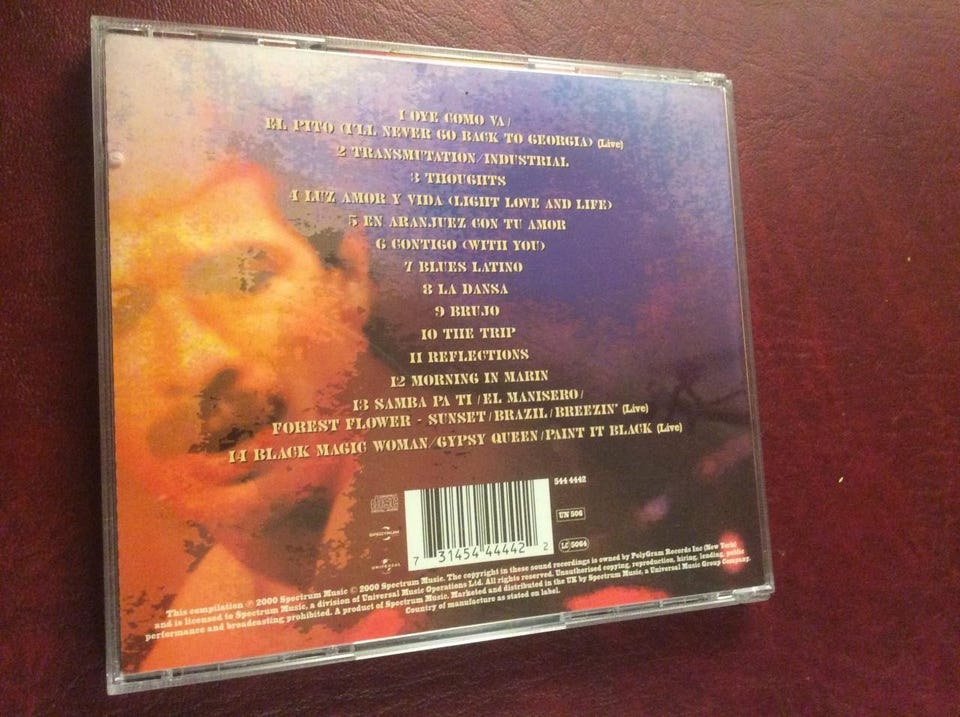 1 OYE COMO VA /
EL PITO (I'LL NEVER GO BACK TO GEORGIA) (Live)
2 TRANSMUTATION/INDUSTRIAL
3 THOUGHTS
4 LUZ AMOR Y VIDA (LIGHT LOVE AND LIFE)
5 EN ARANJUEZ CON TU AMOR
6 CONTIGO (WITH YOU)
7 BLUES LATINO
8 LA DANSA
9 BRUJO
10 THE TRIP
11 REFLECTIONS
12 MORNING IN MARIN
13 SAMBA PA TI / EL MANISERO /
FOREST FLOWER - SUNSET / BRAZIL / BREEZIN' (Live)
14 BLACK MAGIC WOMAN/GYPSY QUEEN / PAINT IT BLACK (Live)
544 4442
UN 506
LC 5064
disc
SPECTRUM
UNIVERSAL
7 31454 44442 2
This compilation ℗ 2000 Spectrum Music © 2000 Spectrum Music. The copyright in these sound recordings is owned by PolyGram Records Inc (New York)
and is licensed to Spectrum Music, a division of Universal Music Operations Ltd. All rights reserved. Unauthorised copying, reproduction, hiring, lending, public
performance and broadcasting prohibited. A product of Spectrum Music. Marketed and distributed in the UK by Spectrum Music, a Universal Music Group Company.
Country of manufacture as stated on label.